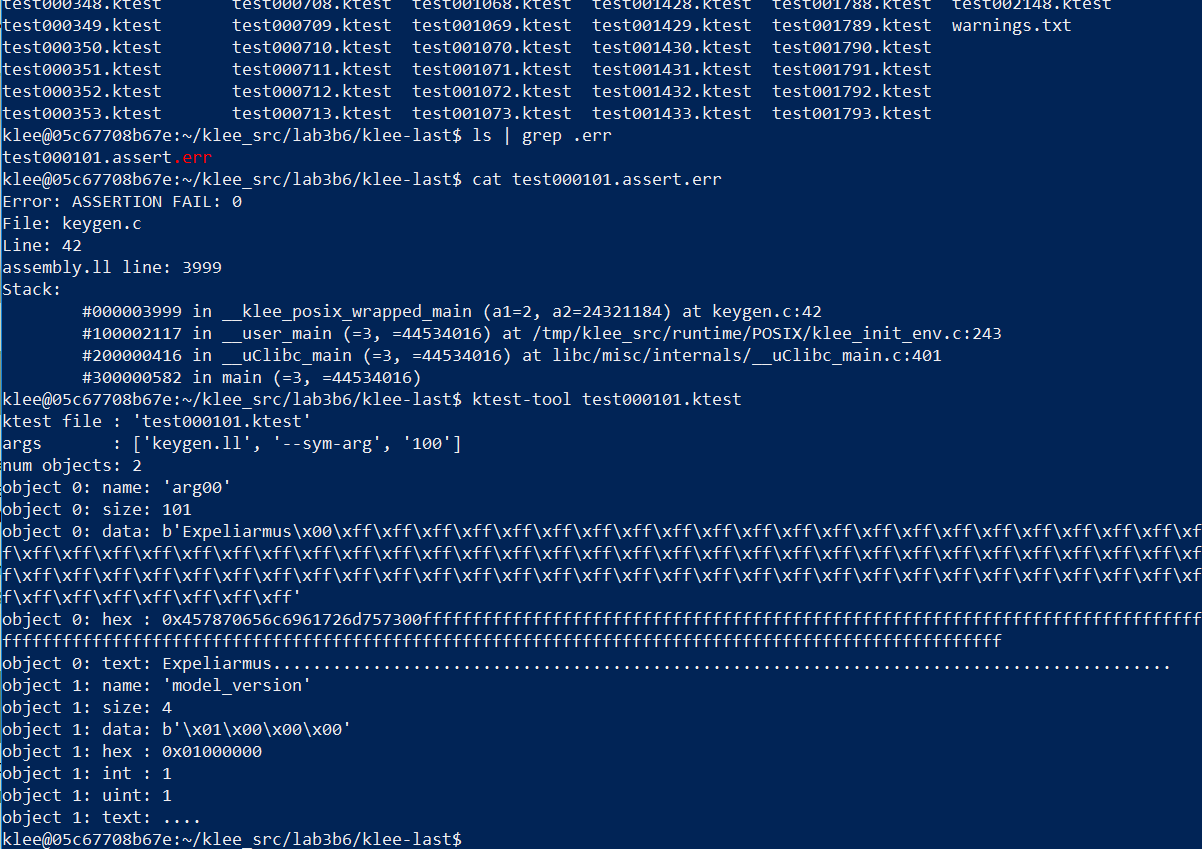 test000348.ktest test000708.ktest test001068.ktest test001428.ktest test001788.ktest test002148.ktest
test000349.ktest test000709.ktest test001069.ktest test001429.ktest test001789.ktest warnings.txt
test000350.ktest test000710.ktest test001070.ktest test001430.ktest test001790.ktest
test000351.ktest test000711.ktest test001071.ktest test001431.ktest test001791.ktest
test000352.ktest test000712.ktest test001072.ktest test001432.ktest test001792.ktest
test000353.ktest test000713.ktest test001073.ktest test001433.ktest test001793.ktest
klee@05c67708b67e:~/klee_src/lab3b6/klee-last$ ls | grep .err
test000101.assert.err
klee@05c67708b67e:~/klee_src/lab3b6/klee-last$ cat test000101.assert.err
Error: ASSERTION FAIL: 0
File: keygen.c
Line: 42
assembly.ll line: 3999
Stack:
#000003999 in __klee_posix_wrapped_main (a1=2, a2=24321184) at keygen.c:42
#100002117 in __user_main (=3, =44534016) at /tmp/klee_src/runtime/POSIX/klee_init_env.c:243
#200000416 in __uClibc_main (=3, =44534016) at libc/misc/internals/__uClibc_main.c:401
#300000582 in main (=3, =44534016)
klee@05c67708b67e:~/klee_src/lab3b6/klee-last$ ktest-tool test000101.ktest
ktest file : 'test000101.ktest'
args : ['keygen.ll', '--sym-arg', '100']
num objects: 2
object 0: name: 'arg00'
object 0: size: 101
object 0: data: b'Expeliarmus\x00\xff\xff\xff\xff\xff\xff\xff\xff\xff\xff\xff\xff\xff\xff\xff\xff\xff\xff\xff\xff\xff\xf
f\xff\xff\xff\xff\xff\xff\xff\xff\xff\xff\xff\xff\xff\xff\xff\xff\xff\xff\xff\xff\xff\xff\xff\xff\xff\xff\xff\xff\xff\xf
f\xff\xff\xff\xff\xff\xff\xff\xff\xff\xff\xff\xff\xff\xff\xff\xff\xff\xff\xff\xff\xff\xff\xff\xff\xff\xff\xff\xff\xff\xf
f\xff\xff\xff\xff\xff\xff\xff'
object 0: hex : 0x457870656c6961726d757300ffffffffffffffffffffffffffffffffffffffffffffffffffffffffffffffffffffffffffffff
ffffffffffffffffffffffffffffffffffffffffffffffffffffffffffffffffffffffffffffffffffffffffffffffffffff
object 0: text: Expeliarmus..........................................................................................
object 1: name: 'model_version'
object 1: size: 4
object 1: data: b'\x01\x00\x00\x00'
object 1: hex : 0x01000000
object 1: int : 1
object 1: uint: 1
object 1: text: ....
klee@05c67708b67e:~/klee_src/lab3b6/klee-last$